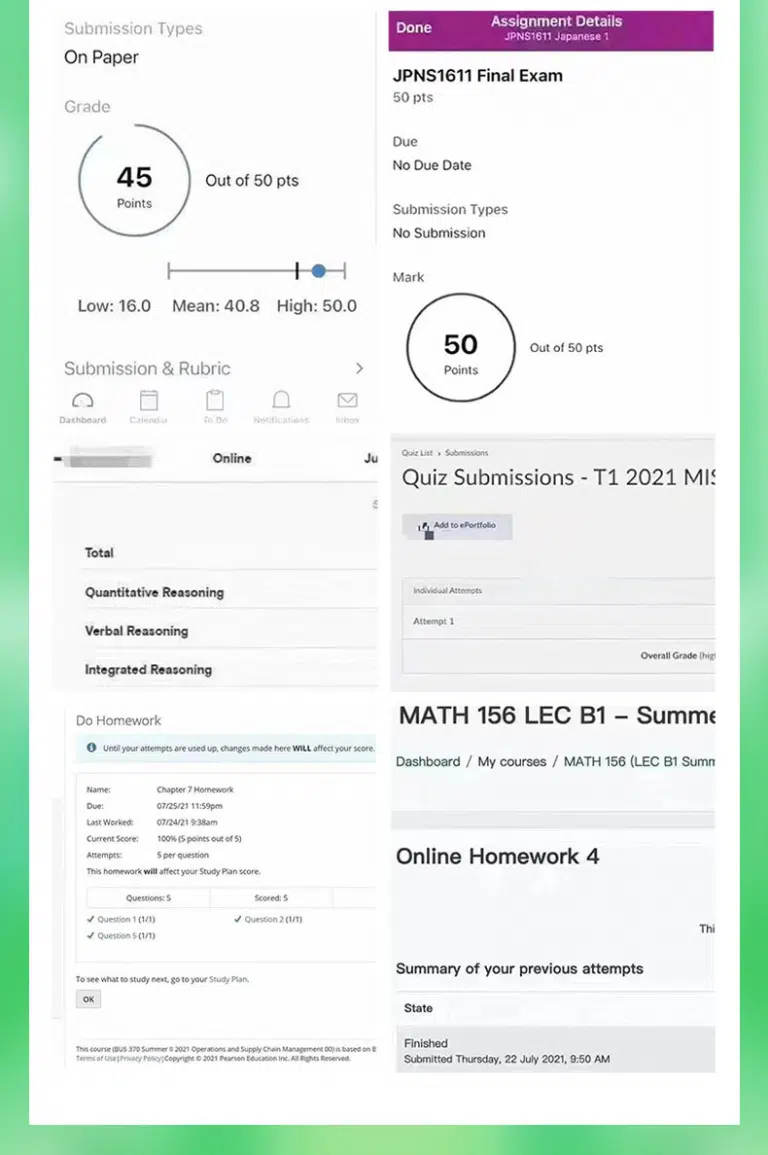 Submission Types
On Paper
Grade
45
Points
Out of 50 pts
Low: 16.0 Mean: 40.8 High: 50.0
Submission & Rubric
Dashboard Calendar To Do Notifications Inbox
Done
Assignment Details
JPNS1611 Japanese 1
JPNS1611 Final Exam
50 pts
Due
No Due Date
Submission Types
No Submission
Mark
50
Points
Out of 50 pts
Online Ju
Total
Quantitative Reasoning
Verbal Reasoning
Integrated Reasoning
Quiz List › Submissions
Quiz Submissions - T1 2021 MIS
Add to ePortfolio
Individual Attempts
Attempt 1
Overall Grade (hig
Do Homework
Until your attempts are used up, changes made here WILL affect your score.
Name: Chapter 7 Homework
Due: 07/25/21 11:59pm
Last Worked: 07/24/21 9:38am
Current Score: 100% (5 points out of 5)
Attempts: 5 per question
This homework will affect your Study Plan score.
Questions: 5 Scored: 5
Question 1 (1/1) Question 2 (1/1)
Question 5 (1/1)
To see what to study next, go to your Study Plan.
OK
This course (BUS 370 Summer II 2021 Operations and Supply Chain Management 00) is based on E
Terms of Use | Privacy Policy | Copyright © 2021 Pearson Education Inc. All Rights Reserved.
MATH 156 LEC B1 – Summe
Dashboard / My courses / MATH 156 (LEC B1 Summ
Online Homework 4
Thi
Summary of your previous attempts
State
Finished
Submitted Thursday, 22 July 2021, 9:50 AM